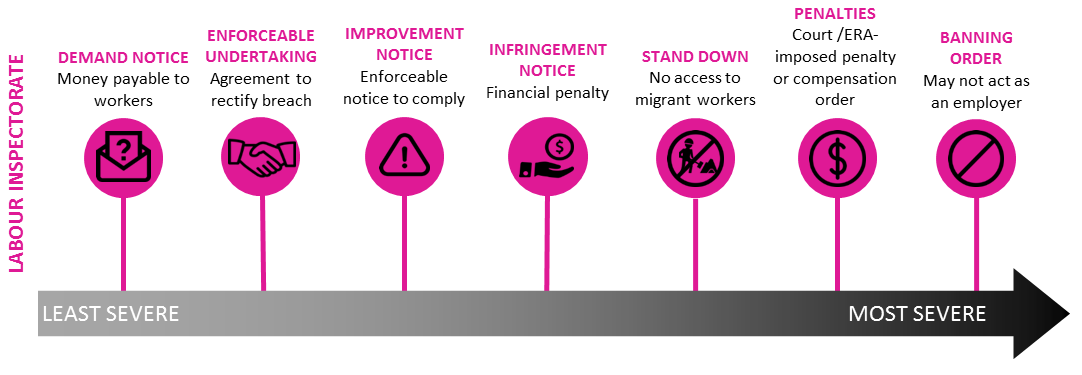 LABOUR INSPECTORATE
DEMAND NOTICE
Money payable to
workers
ENFORCEABLE
UNDERTAKING
Agreement to
rectify breach
IMPROVEMENT
NOTICE
Enforceable
notice to comply
INFRINGEMENT
NOTICE
Financial penalty
STAND DOWN
No access to
migrant workers
PENALTIES
Court /ERA-
imposed penalty
or compensation
order
BANNING
ORDER
May not act as
an employer
?
!
$
$
LEAST SEVERE
MOST SEVERE